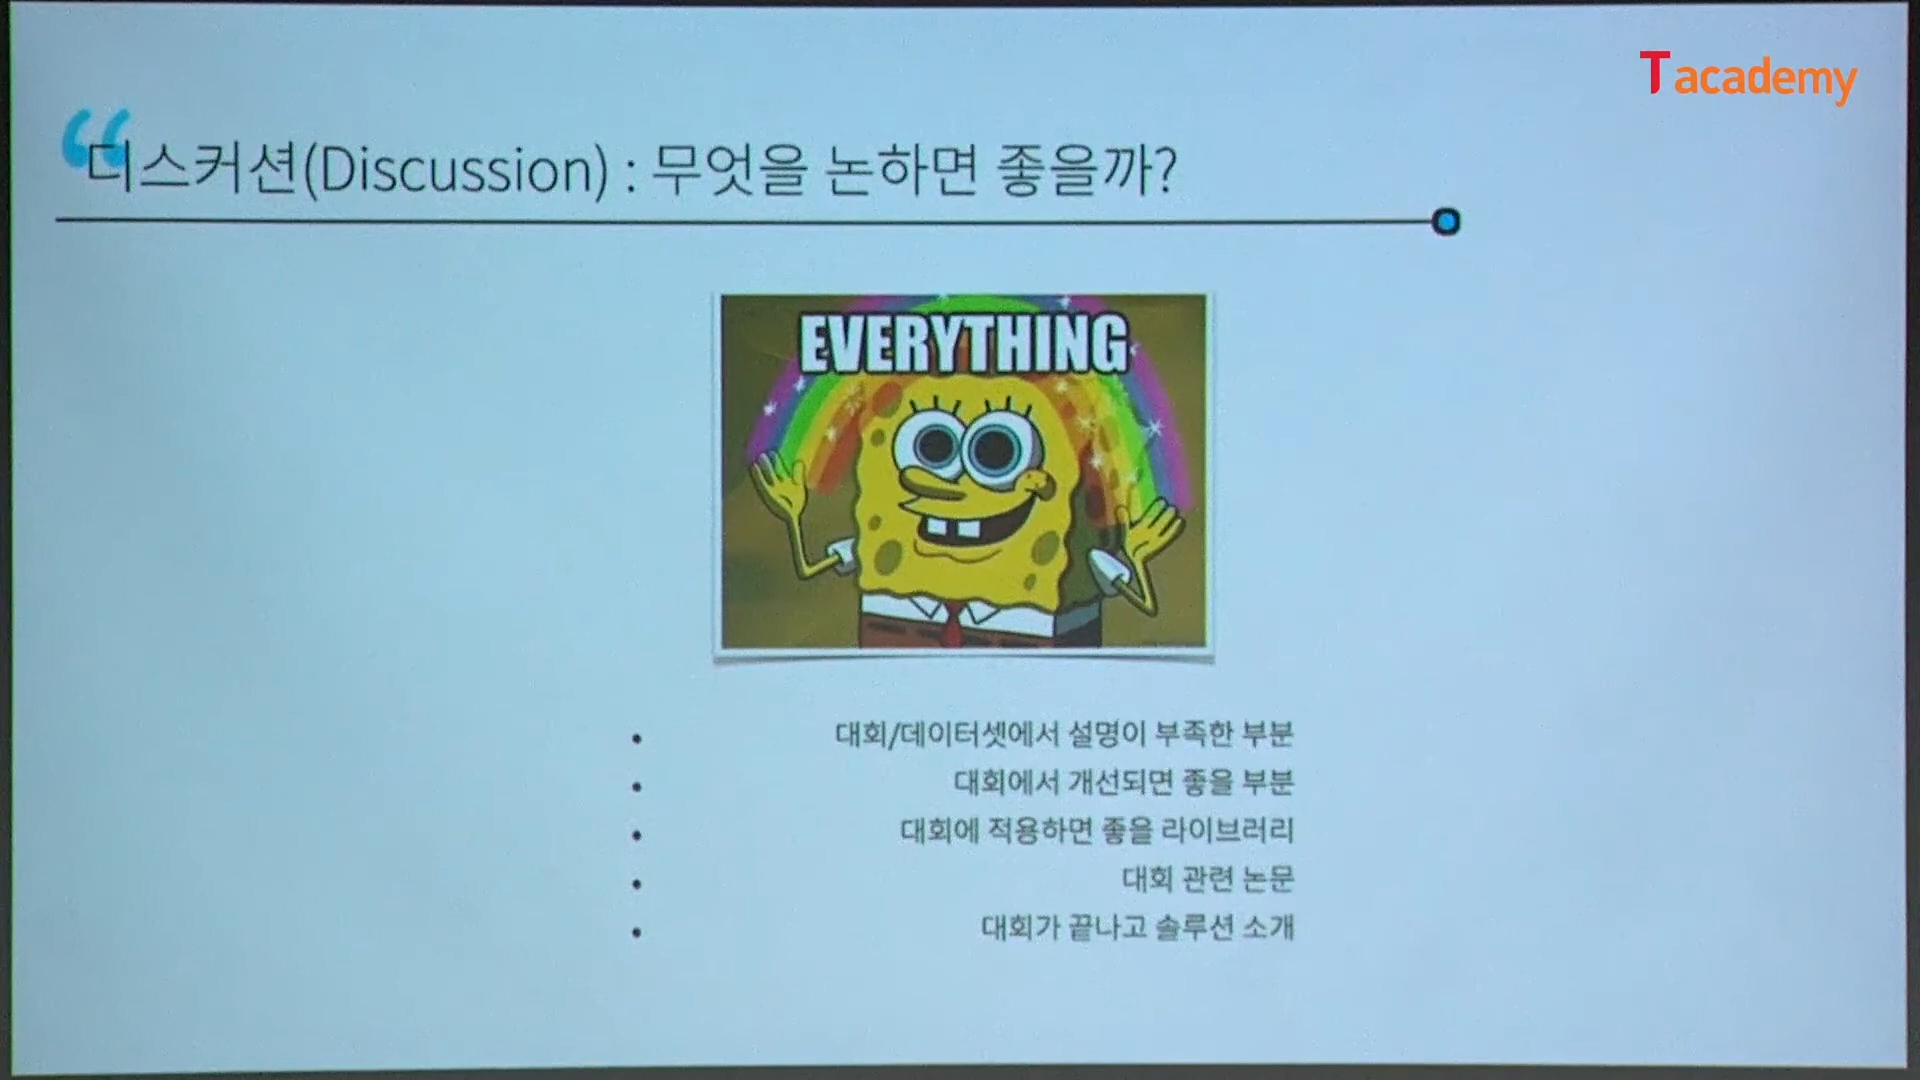 T academy
디스커션(Discussion) : 무엇을 논하면 좋을까?
EVERYTHING
• 대회/데이터셋에서 설명이 부족한 부분
• 대회에서 개선되면 좋을 부분
• 대회에 적용하면 좋을 라이브러리
• 대회 관련 논문
• 대회가 끝나고 솔루션 소개